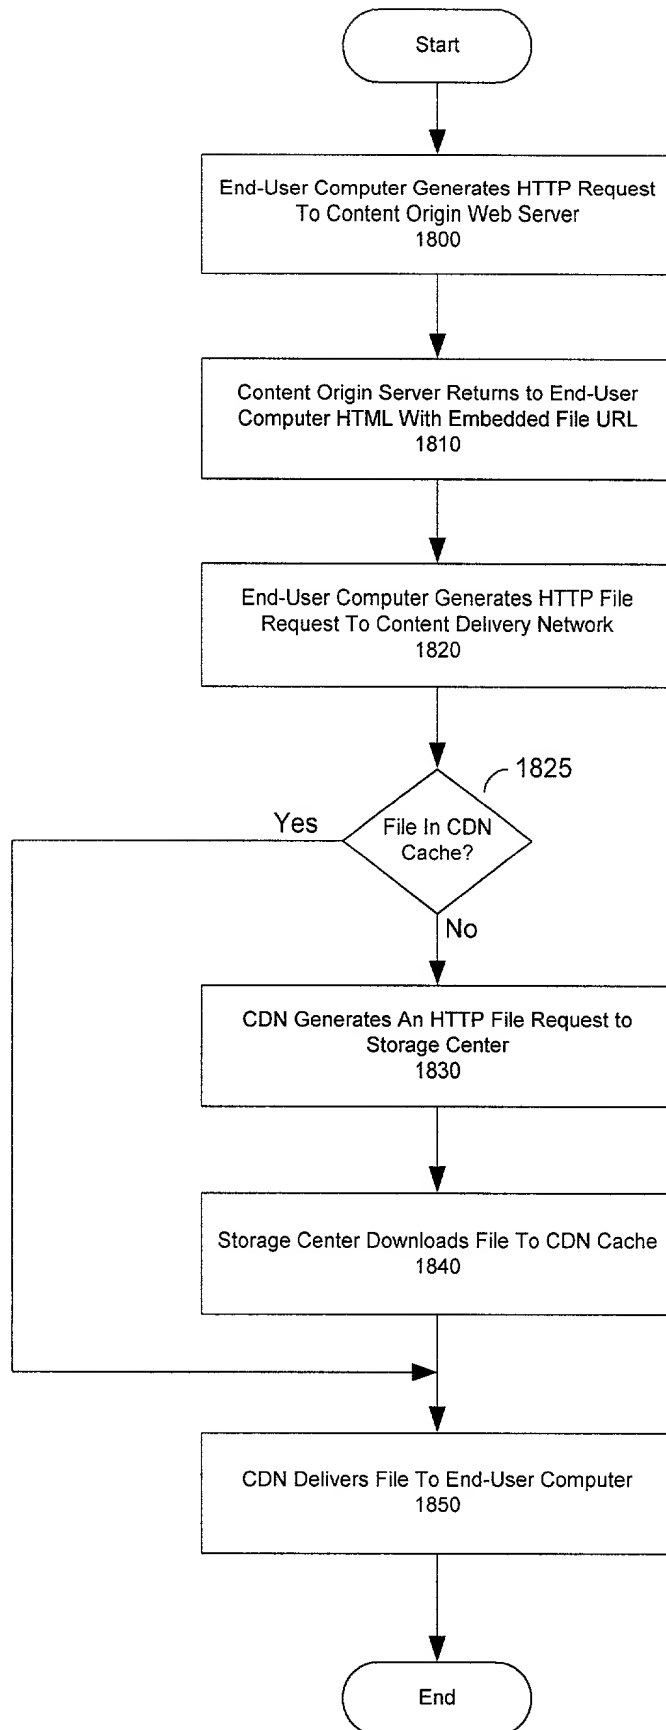 Start
End-User Computer Generates HTTP Request
To Content Origin Web Server
1800
Content Origin Server Returns to End-User
Computer HTML With Embedded File URL
1810
End-User Computer Generates HTTP File
Request To Content Delivery Network
1820
1825
Yes
File In CDN
Cache?
No
CDN Generates An HTTP File Request to
Storage Center
1830
Storage Center Downloads File To CDN Cache
1840
CDN Delivers File To End-User Computer
1850
End